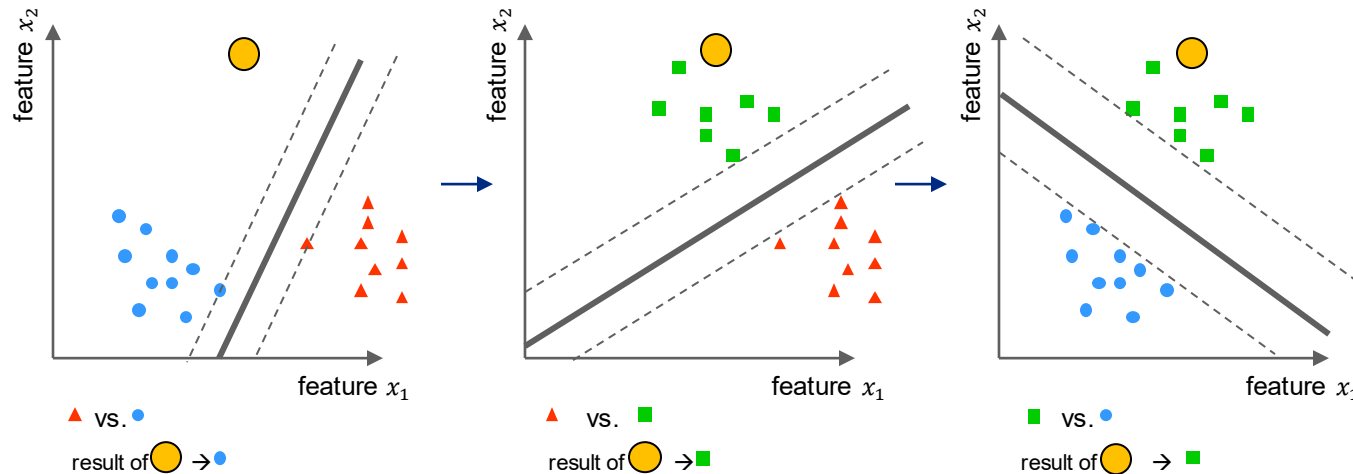 feature x₂
feature x₁
vs.
result of →
feature x₂
feature x₁
vs.
result of →
feature x₂
feature x₁
vs.
result of →